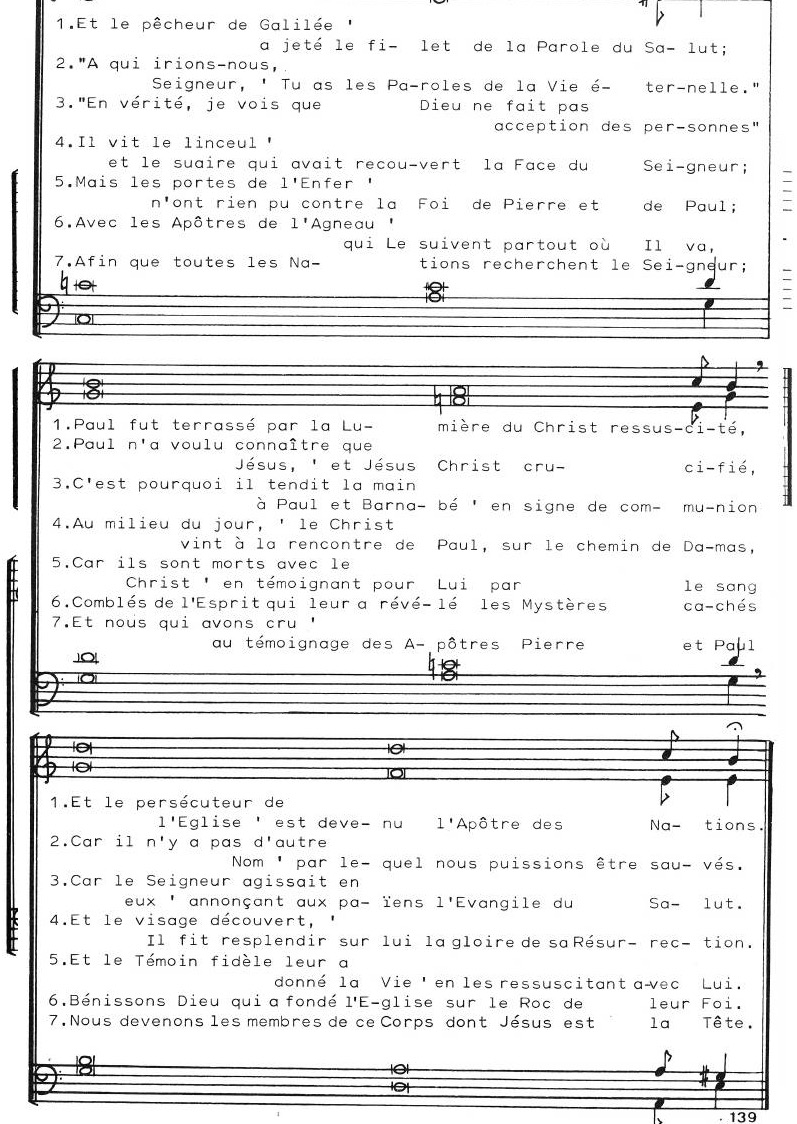 1.Et le pêcheur de Galilée '
a jeté le fi- let de la Parole du Sa- lut;
2."A qui irions-nous,
Seigneur, ' Tu as les Pa-roles de la Vie é- ter-nelle."
3."En vérité, je vois que Dieu ne fait pas
acception des per-sonnes"
4.Il vit le linceul '
et le suaire qui avait recou-vert la Face du Sei-gneur;
5.Mais les portes de l'Enfer '
n'ont rien pu contre la Foi de Pierre et de Paul;
6.Avec les Apôtres de l'Agneau '
qui Le suivent partout où Il va,
7.Afin que toutes les Na- tions recherchent le Sei-gneur;
1.Paul fut terrassé par la Lu- mière du Christ ressus-ci-té,
2.Paul n'a voulu connaître que
Jésus, ' et Jésus Christ cru- ci-fié,
3.C'est pourquoi il tendit la main
à Paul et Barna- bé ' en signe de com- mu-nion
4.Au milieu du jour, ' le Christ
vint à la rencontre de Paul, sur le chemin de Da-mas,
5.Car ils sont morts avec le
Christ ' en témoignant pour Lui par le sang
6.Comblés de l'Esprit qui leur a révé-lé les Mystères ca-chés
7.Et nous qui avons cru '
au témoignage des A- pôtres Pierre et Paul
1.Et le persécuteur de
l'Eglise ' est deve- nu l'Apôtre des Na- tions.
2.Car il n'y a pas d'autre
Nom ' par le- quel nous puissions être sau- vés.
3.Car le Seigneur agissait en
eux ' annonçant aux pa- ïens l'Evangile du Sa- lut.
4.Et le visage découvert, '
Il fit resplendir sur lui la gloire de sa Résur- rec- tion.
5.Et le Témoin fidèle leur a
donné la Vie ' en les ressuscitant a-vec Lui.
6.Bénissons Dieu qui a fondé l'E-glise sur le Roc de leur Foi.
7.Nous devenons les membres de ce Corps dont Jésus est la Tête.
139